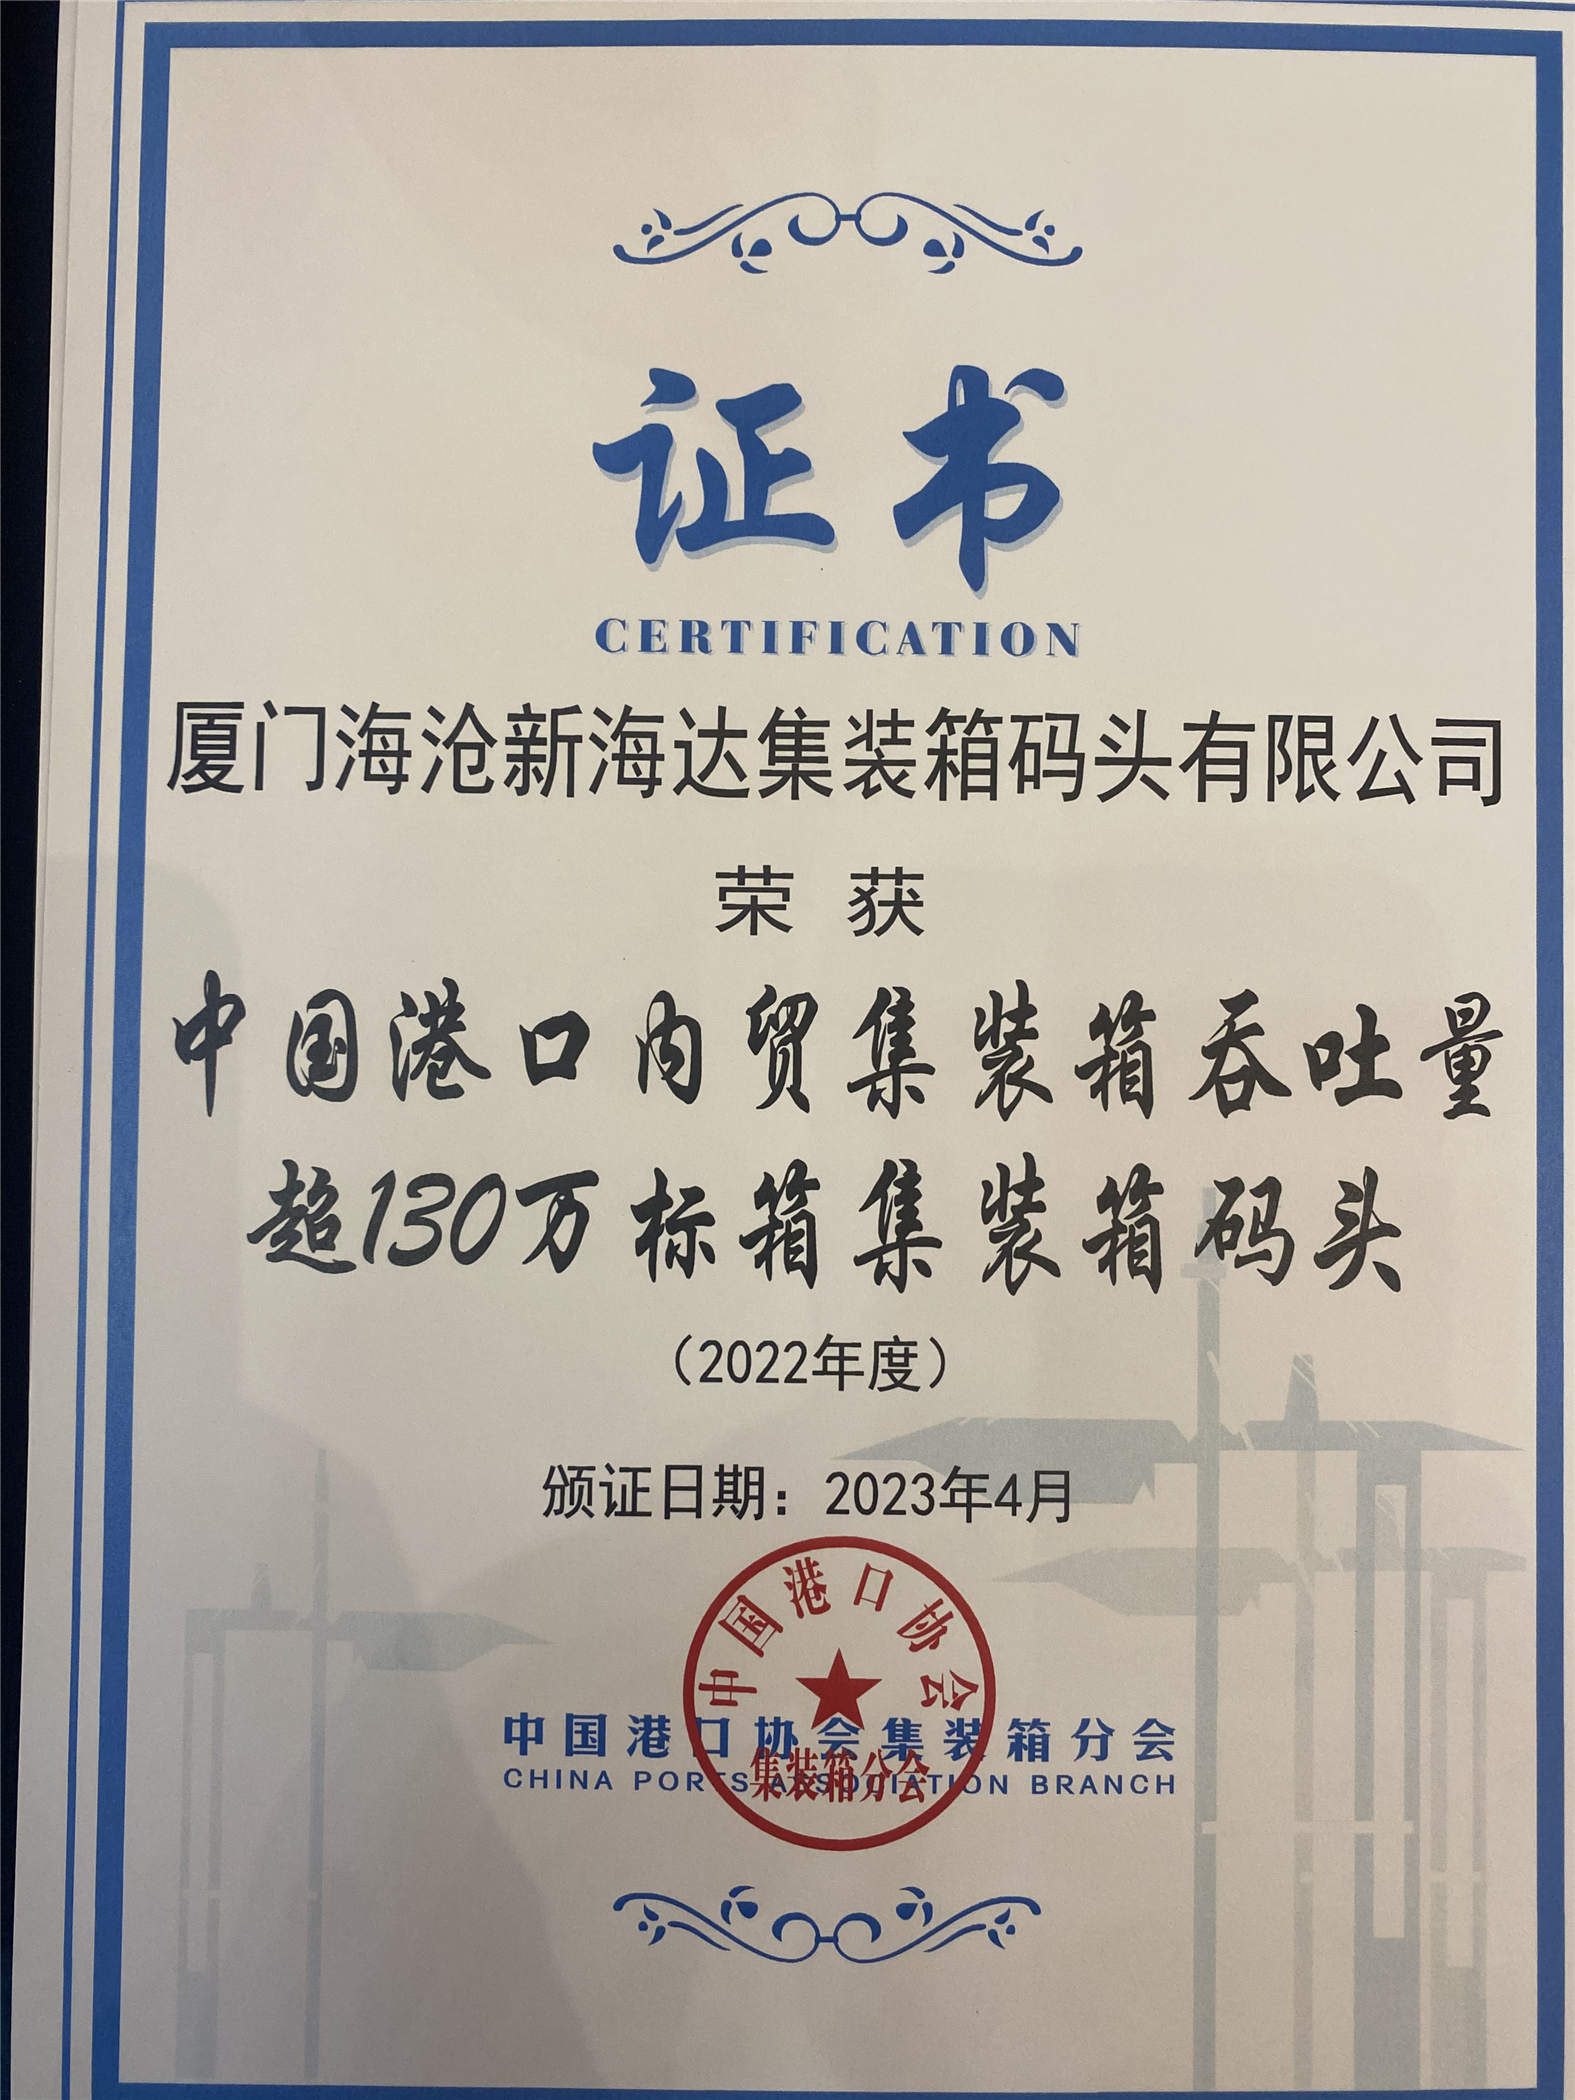 证书
CERTIFICATION
厦门海沧新海达集装箱码头有限公司
荣获
中国港口内贸集装箱吞吐量
超130万标箱集装箱码头
（2022年度）
颁证日期：2023年4月
中国港口协会
集装箱分会
中国港口协会集装箱分会
CHINA PORTS ASSOCIATION BRANCH